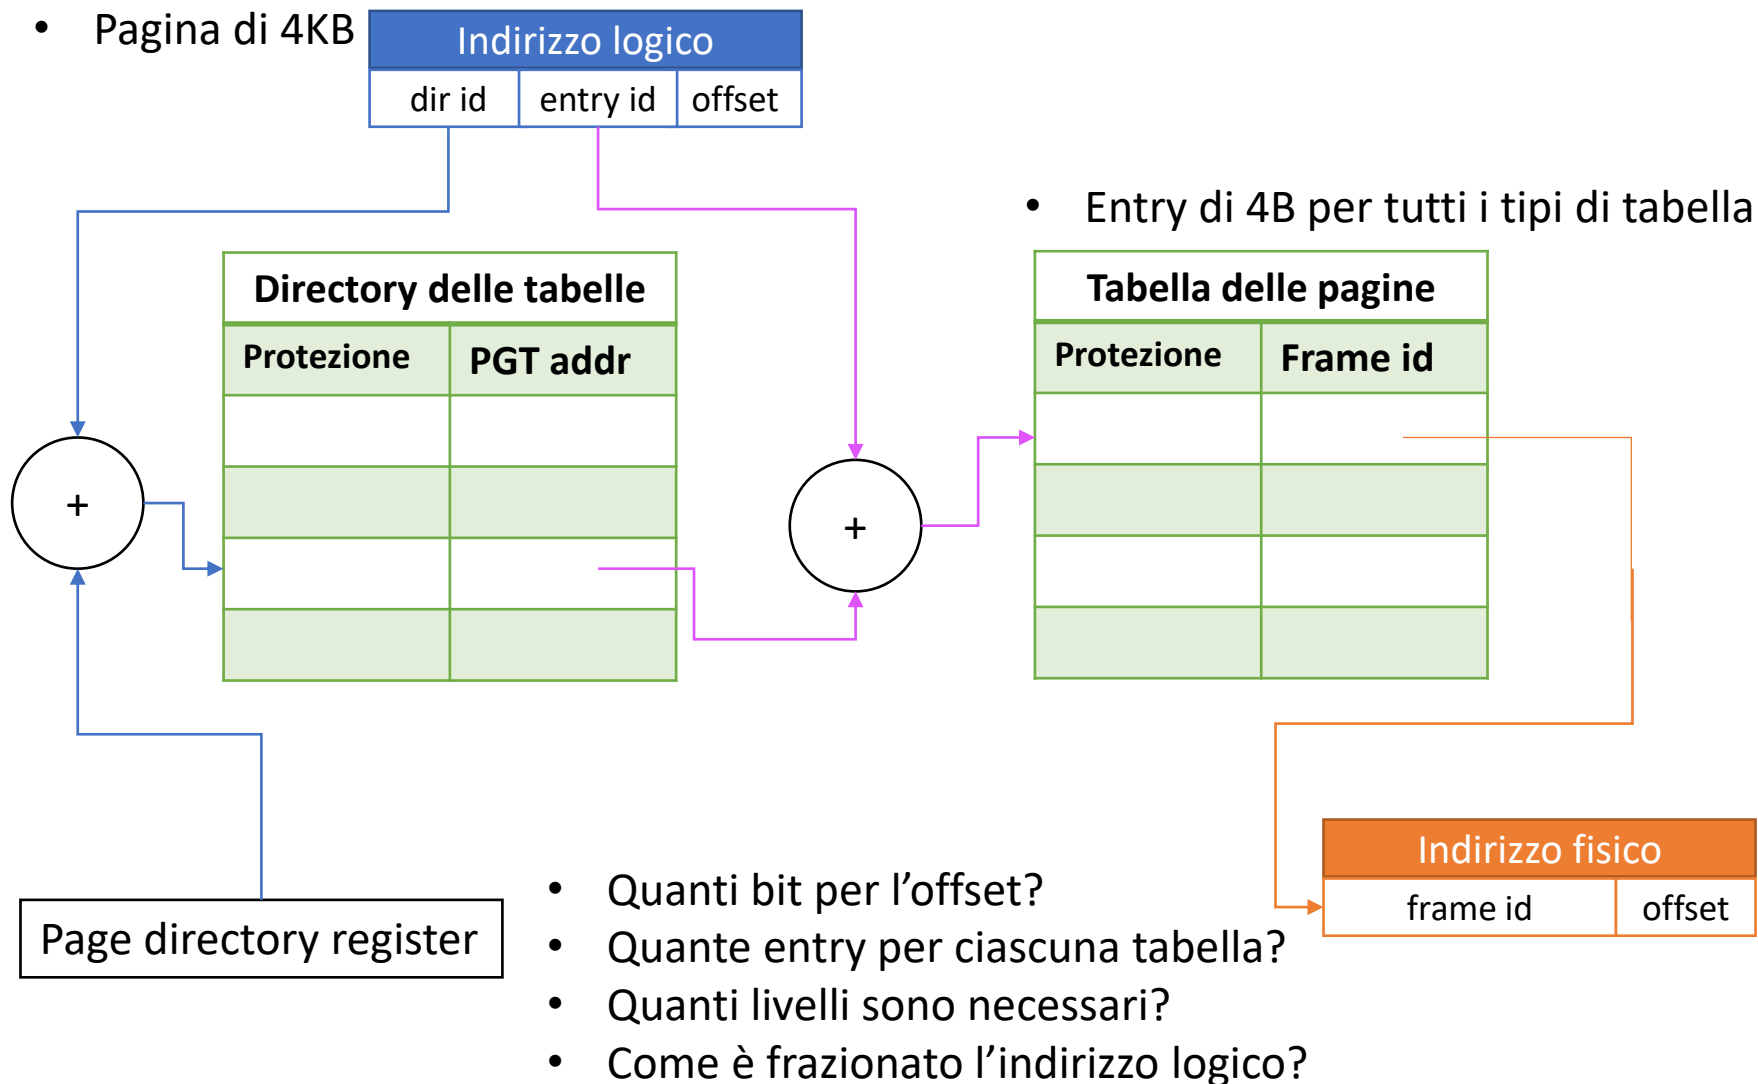 • Pagina di 4KB
Indirizzo logico
dir id entry id offset
• Entry di 4B per tutti i tipi di tabella
Directory delle tabelle
Protezione PGT addr
Tabella delle pagine
Protezione Frame id
+
+
Page directory register
Indirizzo fisico
frame id offset
• Quanti bit per l’offset?
• Quante entry per ciascuna tabella?
• Quanti livelli sono necessari?
• Come è frazionato l’indirizzo logico?